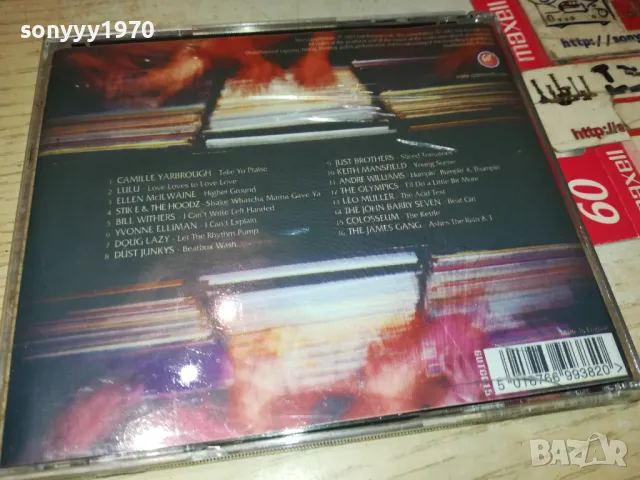 sonyyy1970
maxell
http://sony
http://
maxell
60
1 CAMILLE YARBROUGH - Take Yo Praise
2 LULU - Love Loves to Love Love
3 ELLEN McILWAINE - Higher Ground
4 STIK E & THE HOODZ - Shake Whatcha Mama Gave Ya
5 BILL WITHERS - I Can't Write Left Handed
6 YVONNE ELLIMAN - I Can't Explain
7 DOUG LAZY - Let The Rhythm Pump
8 DUST JUNKYS - Beatbox Wash
9 JUST BROTHERS - Sliced Tomatoes
10 KEITH MANSFIELD - Young Scene
11 ANDRE WILLIAMS - Humpin' Bumpin' & Thumpin'
12 THE OLYMPICS - I'll Do a Little Bit More
13 LEO MULLER - The Acid Test
14 THE JOHN BARRY SEVEN - Beat Girl
15 COLOSSEUM - The Kettle
16 THE JAMES GANG - Ashes The Rain & I
Made In England
5 016766 993820 >
BAZAR
bg